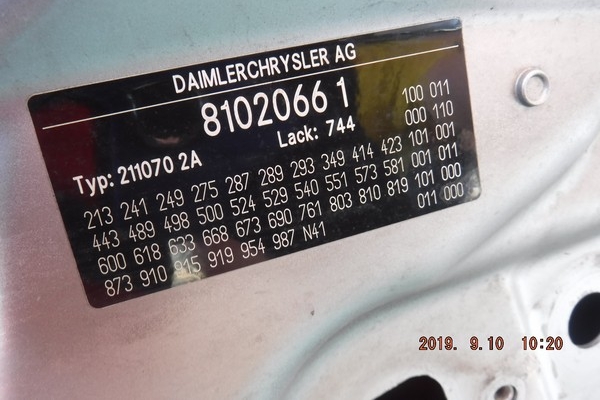 DAIMLERCHRYSLER AG
8102066 1
Lack: 744
Typ: 211070 2A
100 011
000 110
213 241 249 275 287 289 293 349 414 423 101 001
443 489 498 500 524 529 540 551 573 581 001 011
600 618 633 668 673 690 761 803 810 819 101 000
873 910 915 919 954 987 N41 011 000
2019. 9.10 10:20